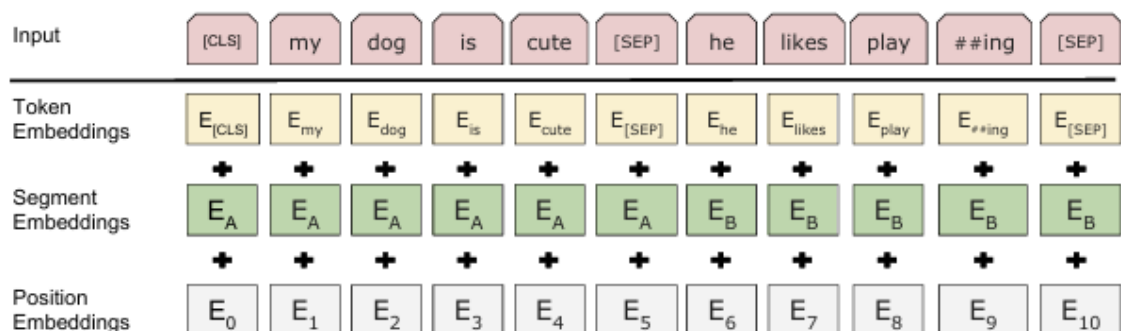 Input [CLS] my dog is cute [SEP] he likes play ##ing [SEP]
Token Embeddings E[CLS] Emy Edog Eis Ecute E[SEP] Ehe Elikes Eplay E##ing E[SEP]
+ + + + + + + + + + +
Segment Embeddings EA EA EA EA EA EA EB EB EB EB EB
+ + + + + + + + + + +
Position Embeddings E0 E1 E2 E3 E4 E5 E6 E7 E8 E9 E10